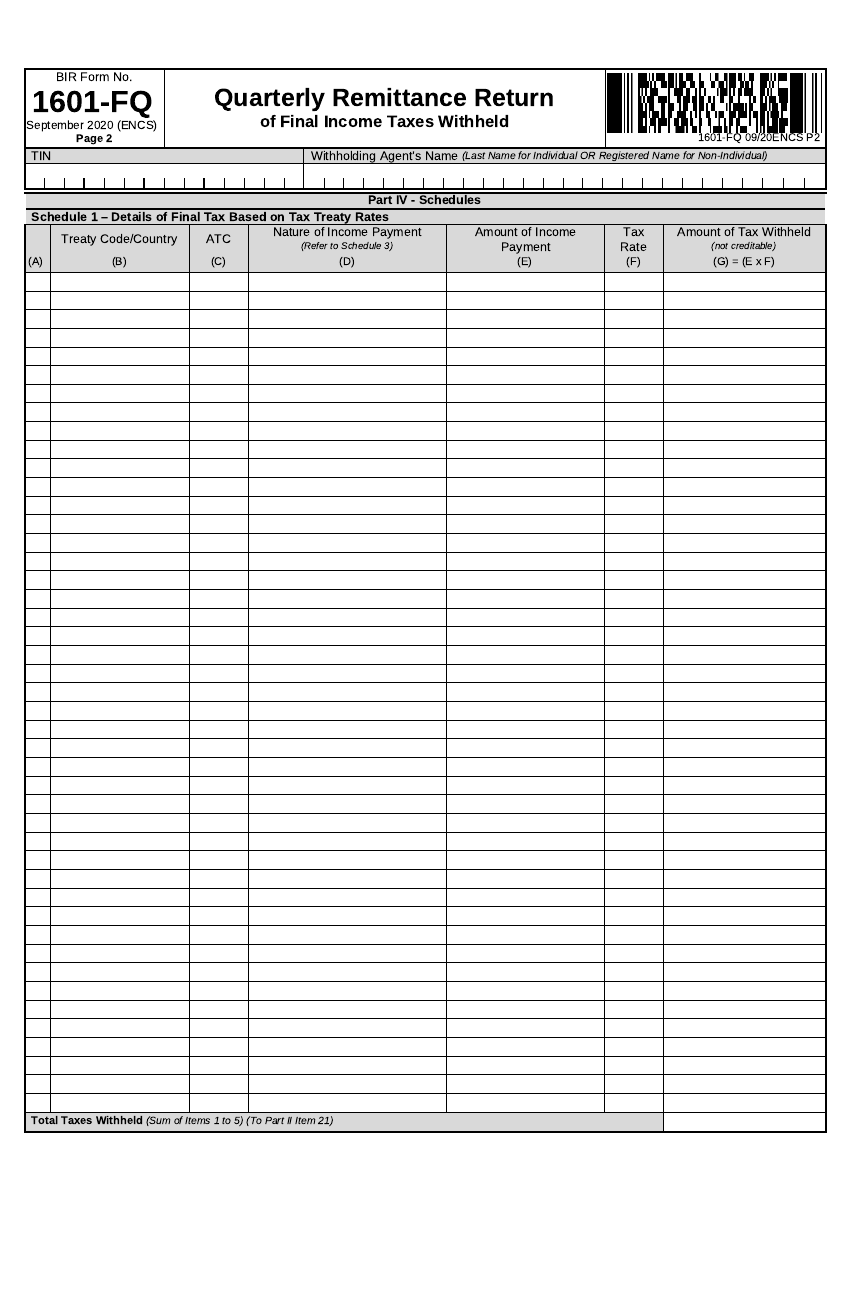 BIR Form No.
1601-FQ
September 2020 (ENCS)
Page 2
Quarterly Remittance Return
of Final Income Taxes Withheld
1601-FQ 09/20ENCS P2
TIN
Withholding Agent's Name (Last Name for Individual OR Registered Name for Non-Individual)
Part IV - Schedules
Schedule 1 – Details of Final Tax Based on Tax Treaty Rates
(A)
Treaty Code/Country
(B)
ATC
(C)
Nature of Income Payment
(Refer to Schedule 3)
(D)
Amount of Income
Payment
(E)
Tax
Rate
(F)
Amount of Tax Withheld
(not creditable)
(G) = (E x F)
Total Taxes Withheld (Sum of Items 1 to 5) (To Part II Item 21)